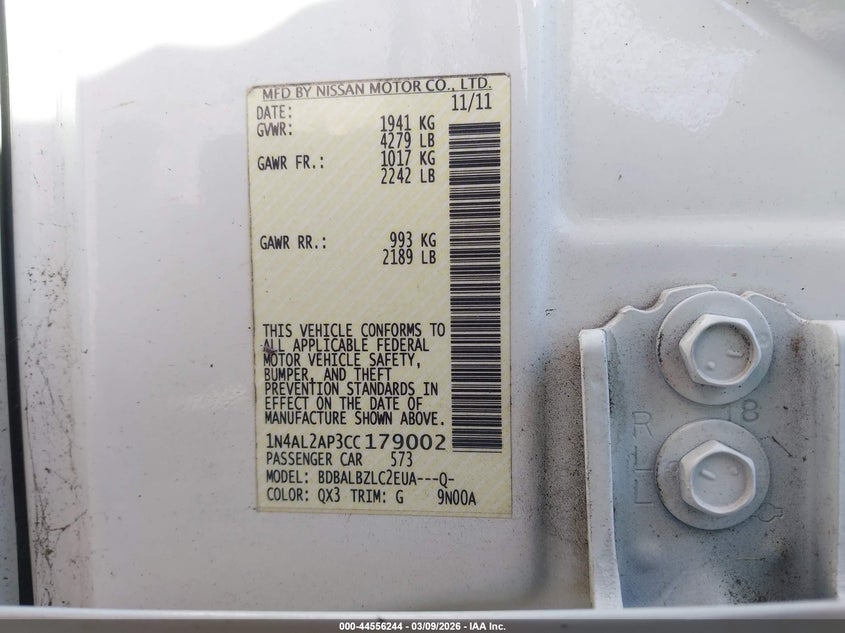 MFD BY NISSAN MOTOR CO., LTD.
DATE: 11/11
GVWR: 1941 KG
4279 LB
GAWR FR.: 1017 KG
2242 LB
GAWR RR.: 993 KG
2189 LB
THIS VEHICLE CONFORMS TO
ALL APPLICABLE FEDERAL
MOTOR VEHICLE SAFETY,
BUMPER, AND THEFT
PREVENTION STANDARDS IN
EFFECT ON THE DATE OF
MANUFACTURE SHOWN ABOVE.
1N4AL2AP3CC179002
PASSENGER CAR 573
MODEL: BDBALBZLC2EUA---Q-
COLOR: QX3 TRIM: G 9N00A
18
R
H
L
000-44556244 | 03/09/2026 - IAA Inc.